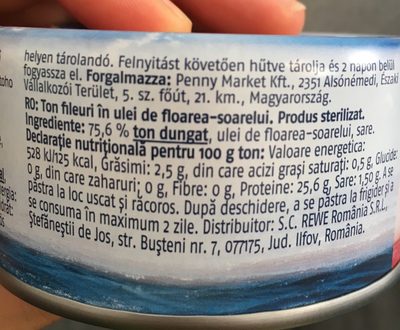 helyen tárolandó. Felnyitást követően hűtve tárolja és 2 napon belül
fogyassza el. Forgalmazza: Penny Market Kft., 2351 Alsónémedi, Északi
Vállalkozói Terület, 5. sz. főút, 21. km., Magyarország.
RO: Ton fileuri în ulei de floarea-soarelui. Produs sterilizat.
Ingrediente: 75,6 % ton dungat, ulei de floarea-soarelui, sare.
Declarație nutrițională pentru 100 g ton: Valoare energetica:
528 kJ/125 kcal, Grăsimi: 2,5 g, din care acizi grași saturați: 0,5 g, Glucide:
0 g, din care zaharuri: 0 g, Fibre: 0 g, Proteine: 25,6 g, Sare: 1,50 g. A se
păstra la loc uscat și răcoros. După deschidere, a se păstra la frigider și a
se consuma în maximum 2 zile. Distribuitor: S.C. REWE România S.R.L.,
Ștefăneștii de Jos, str. Bușteni nr. 7, 077175, Jud. Ilfov, România.